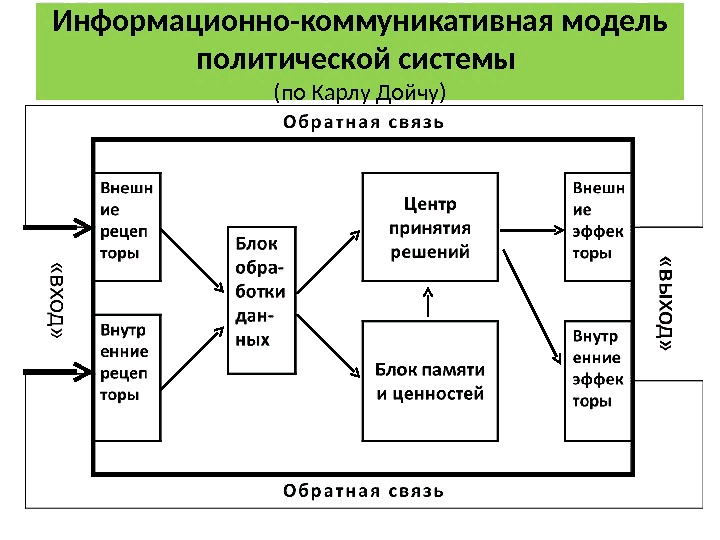 Информационно-коммуникативная модель
политической системы
(по Карлу Дойчу)
Обратная связь
Внешн
ие
рецеп
торы
Внутр
енние
рецеп
торы
«ВХОД»
Блок
обра-
ботки
дан-
ных
Центр
принятия
решений
Блок памяти
и ценностей
Внешн
ие
эффек
торы
Внутр
енние
эффек
торы
«ВЫХОД»
Обратная связь